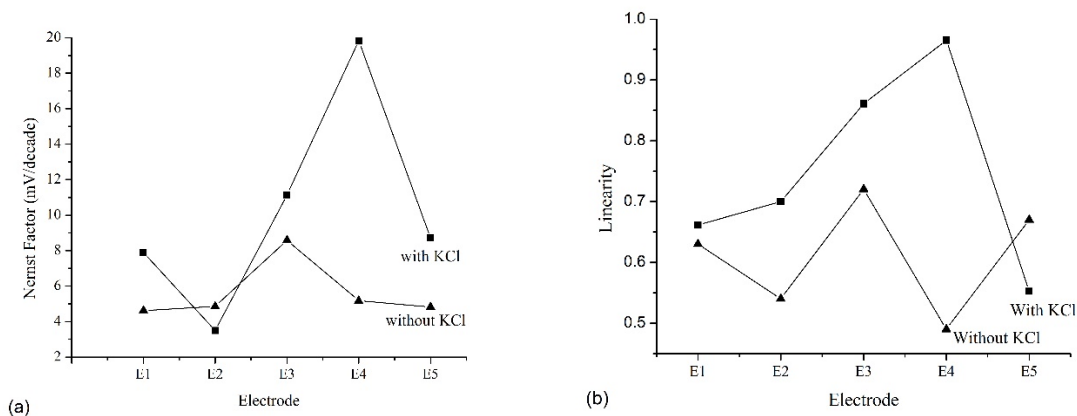 20
18
16
14
12
10
8
6
4
2
Nernst Factor (mV/decade)
with KCl
without KCl
E1 E2 E3 E4 E5
Electrode
(a)
1.0
0.9
0.8
0.7
0.6
0.5
Linearity
With KCl
Without KCl
E1 E2 E3 E4 E5
Electrode
(b)